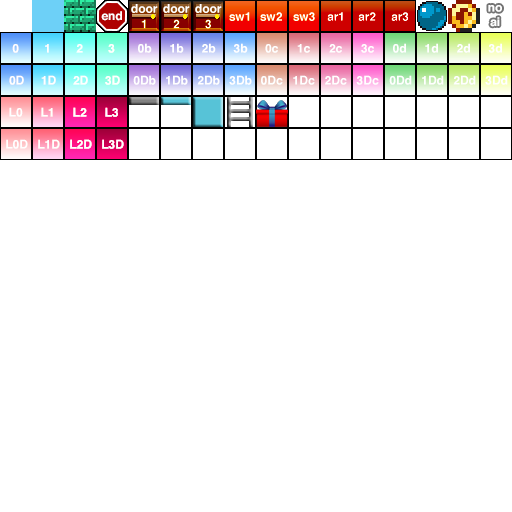 end door 1 door 2 door 3 sw1 sw2 sw3 ar1 ar2 ar3 no ai
0 1 2 3 0b 1b 2b 3b 0c 1c 2c 3c 0d 1d 2d 3d
0D 1D 2D 3D 0Db 1Db 2Db 3Db 0Dc 1Dc 2Dc 3Dc 0Dd 1Dd 2Dd 3Dd
L0 L1 L2 L3
L0D L1D L2D L3D